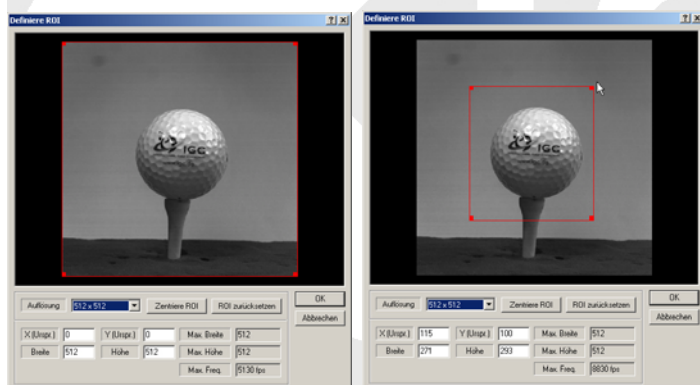 Definiere ROI
IGC
Auflösung 512 x 512 Zentriere ROI ROI zurücksetzen OK
Abbrechen
X (Urspr.) 0 Y (Urspr.) 0 Max. Breite 512
Breite 512 Höhe 512 Max. Höhe 512
Max. Freq. 5130 fps
Definiere ROI
IGC
Auflösung 512 x 512 Zentriere ROI ROI zurücksetzen OK
Abbrechen
X (Urspr.) 115 Y (Urspr.) 100 Max. Breite 512
Breite 271 Höhe 293 Max. Höhe 512
Max. Freq. 8830 fps